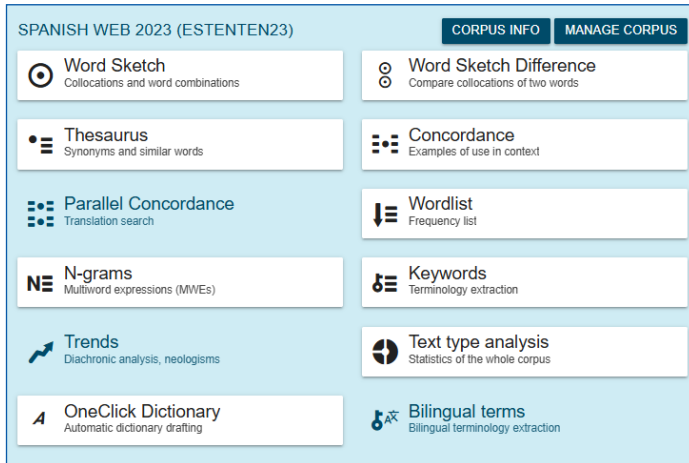 SPANISH WEB 2023 (ESTENTEN23)
CORPUS INFO
MANAGE CORPUS
Word Sketch
Collocations and word combinations
Word Sketch Difference
Compare collocations of two words
Thesaurus
Synonyms and similar words
Concordance
Examples of use in context
Parallel Concordance
Translation search
Wordlist
Frequency list
N-grams
Multiword expressions (MWEs)
Keywords
Terminology extraction
Trends
Diachronic analysis, neologisms
Text type analysis
Statistics of the whole corpus
OneClick Dictionary
Automatic dictionary drafting
Bilingual terms
Bilingual terminology extraction